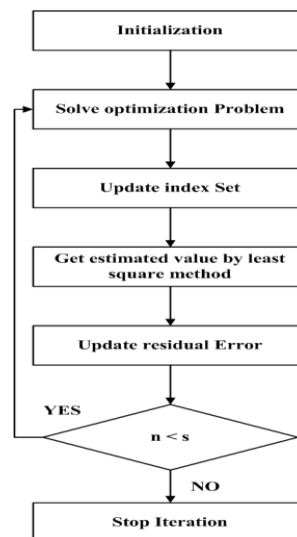 Initialization
Solve optimization Problem
Update index Set
Get estimated value by least
square method
Update residual Error
YES
n < s
NO
Stop Iteration